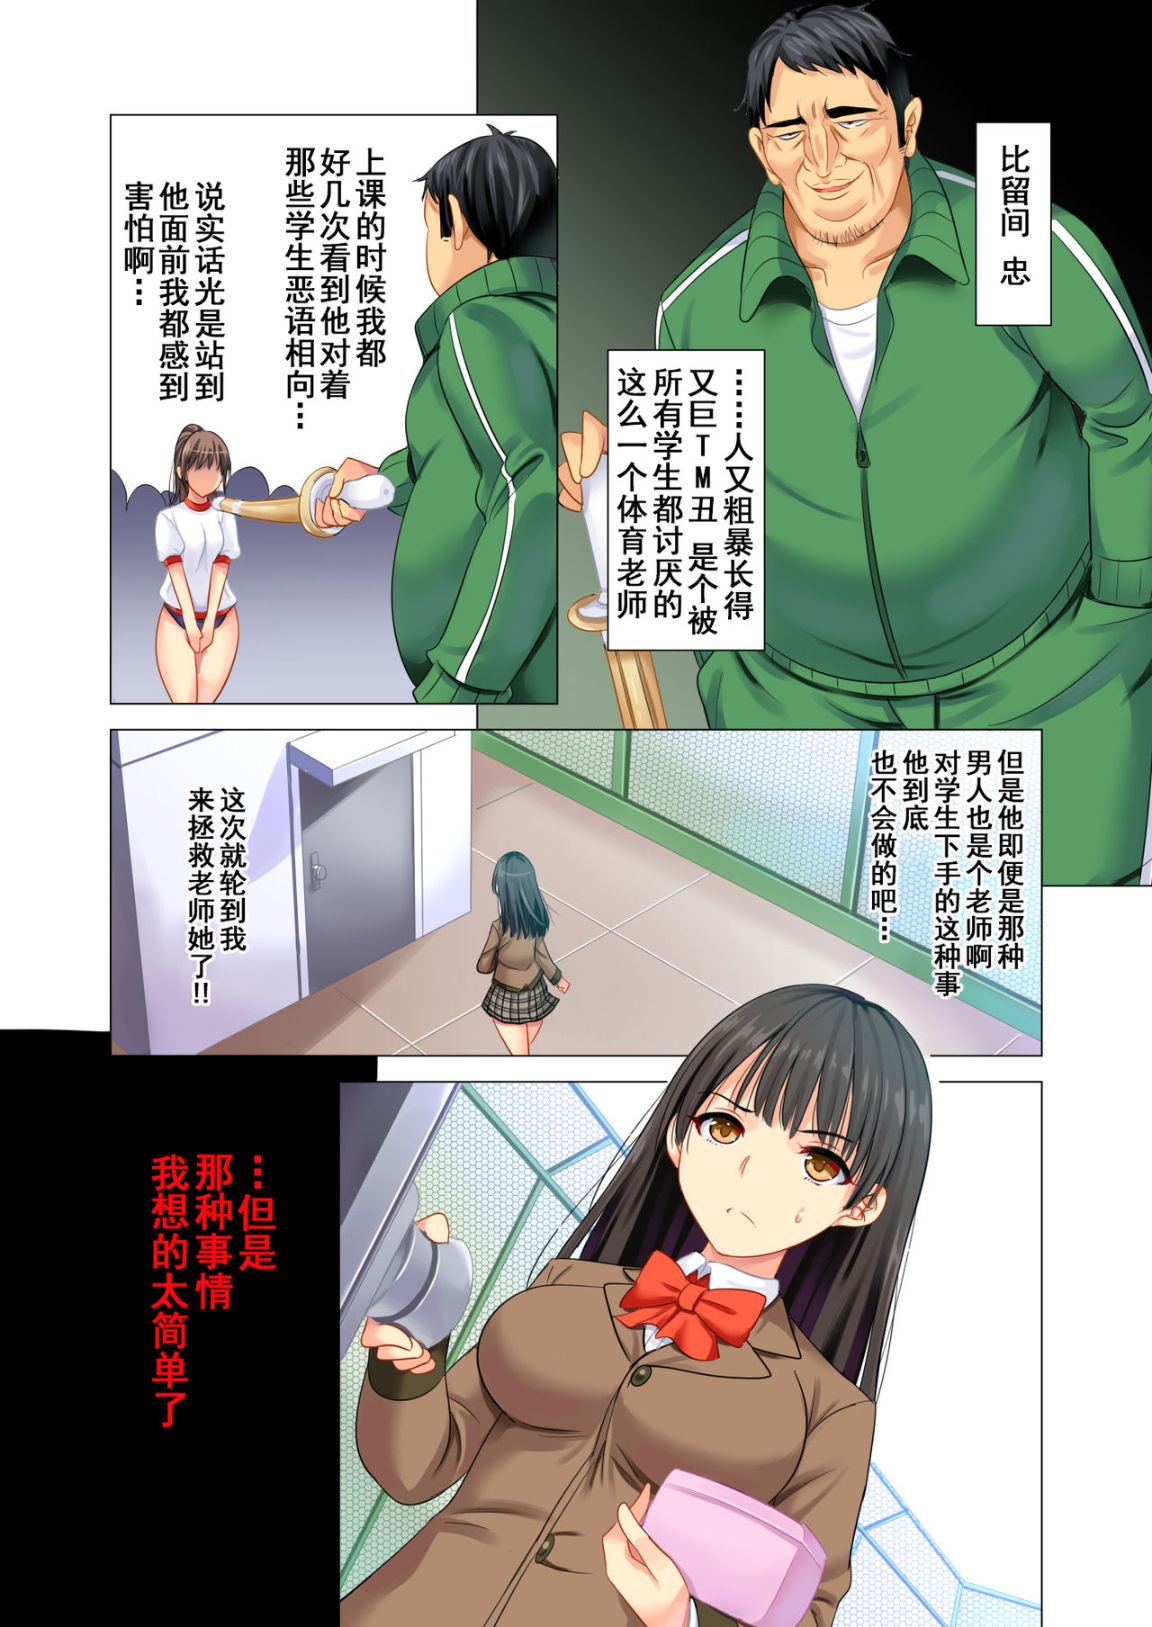 比留间 忠
……人又粗暴长得
又巨TM丑 是个被
所有学生都讨厌的
这么一个体育老师
上课的时候我都
好几次看到他对着
那些学生恶语相向…
说实话光是站到
他面前我都感到
害怕啊…
但是他即便是那种
男人也是个老师啊
对学生下手的这种事
他到底
也不会做的吧…
这次就轮到我
来拯救老师她了!!
…但是
那种事情
我想的太简单了